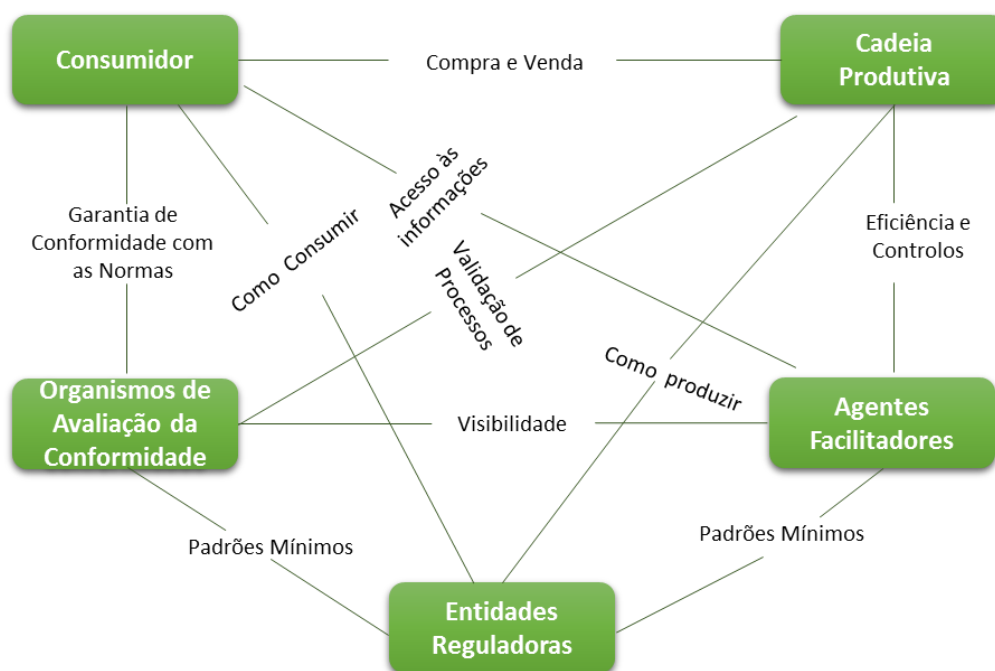 Consumidor
Compra e Venda
Cadeia
Produtiva
Acesso às
informações
Garantia de
Conformidade com
as Normas
Como Consumir
Validação de
Processos
Eficiência e
Controlos
Como produzir
Organismos de
Avaliação da
Conformidade
Visibilidade
Agentes
Facilitadores
Padrões Mínimos
Padrões Mínimos
Entidades
Reguladoras